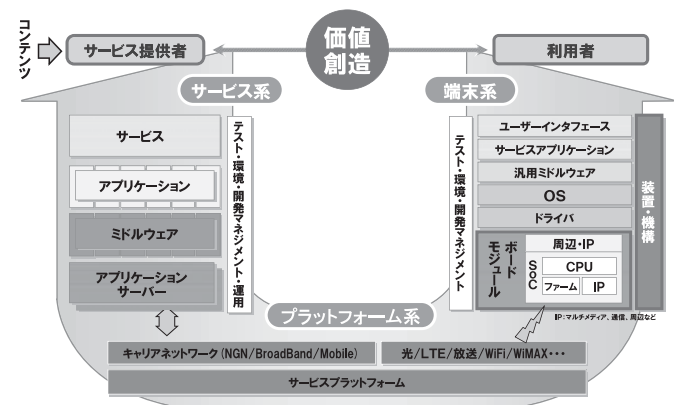 コンテンツ
サービス提供者
価値
創造
利用者
サービス系
端末系
サービス
アプリケーション
ミドルウェア
アプリケーション
サーバー
テスト・環境・開発マネジメント・運用
テスト・環境・開発マネジメント
ユーザーインタフェース
サービスアプリケーション
汎用ミドルウェア
OS
ドライバ
ボード
モジュール
SoC
周辺・IP
CPU
ファーム
IP
装置・機構
IP:マルチメディア、通信、周辺など
プラットフォーム系
キャリアネットワーク(NGN/BroadBand/Mobile)
光/LTE/放送/WiFi/WiMAX・・・
サービスプラットフォーム